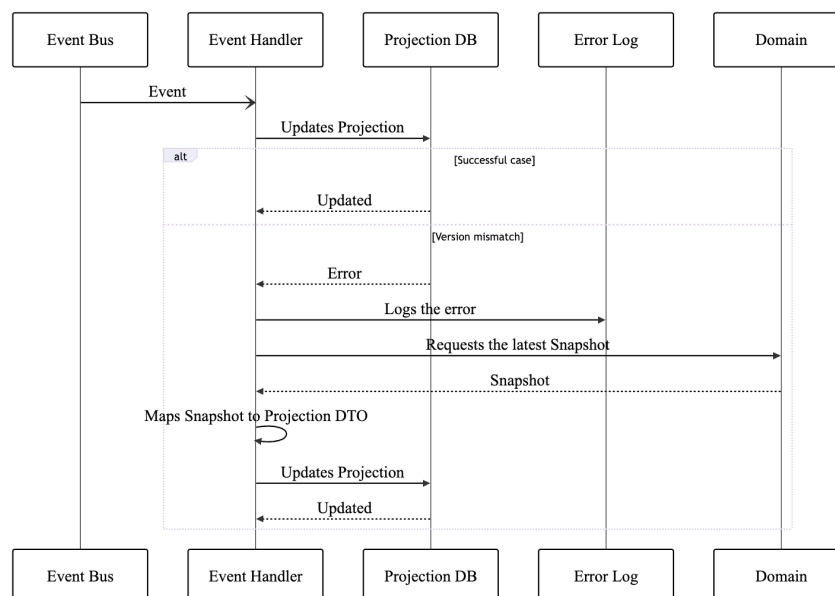 Event Bus
Event Handler
Projection DB
Error Log
Domain
Event
Updates Projection
alt
[Successful case]
Updated
[Version mismatch]
Error
Logs the error
Requests the latest Snapshot
Snapshot
Maps Snapshot to Projection DTO
Updates Projection
Updated
Event Bus
Event Handler
Projection DB
Error Log
Domain